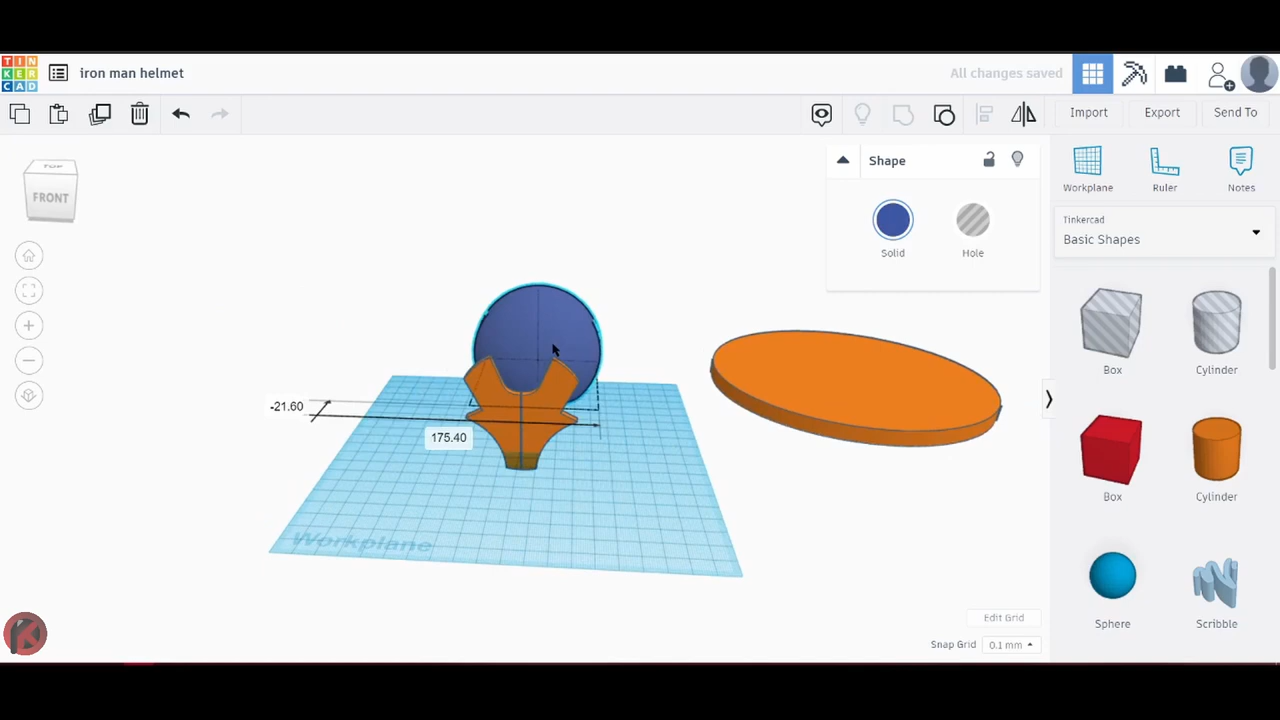 TIN
KER
CAD
iron man helmet
All changes saved
Import
Export
Send To
TOP
FRONT
Shape
Solid
Hole
Workplane
Ruler
Notes
Tinkercad
Basic Shapes
Box
Cylinder
Box
Cylinder
Sphere
Scribble
-21.60
175.40
Workplane
Edit Grid
Snap Grid
0.1 mm
K